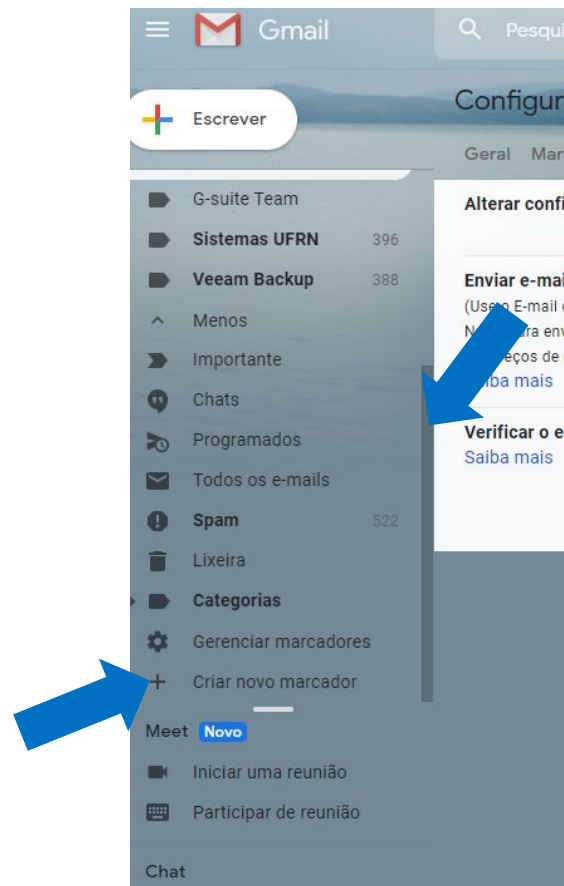 Gmail
Escrever
G-suite Team
Sistemas UFRN 396
Veeam Backup 388
Menos
Importante
Chats
Programados
Todos os e-mails
Spam 522
Lixeira
Categorias
Gerenciar marcadores
Criar novo marcador
Meet Novo
Iniciar uma reunião
Participar de reunião
Chat
Pesqui
Configur
Geral Mar
Alterar confi
Enviar e-mai
E-mail
de
mais
Verificar o e
Saiba mais